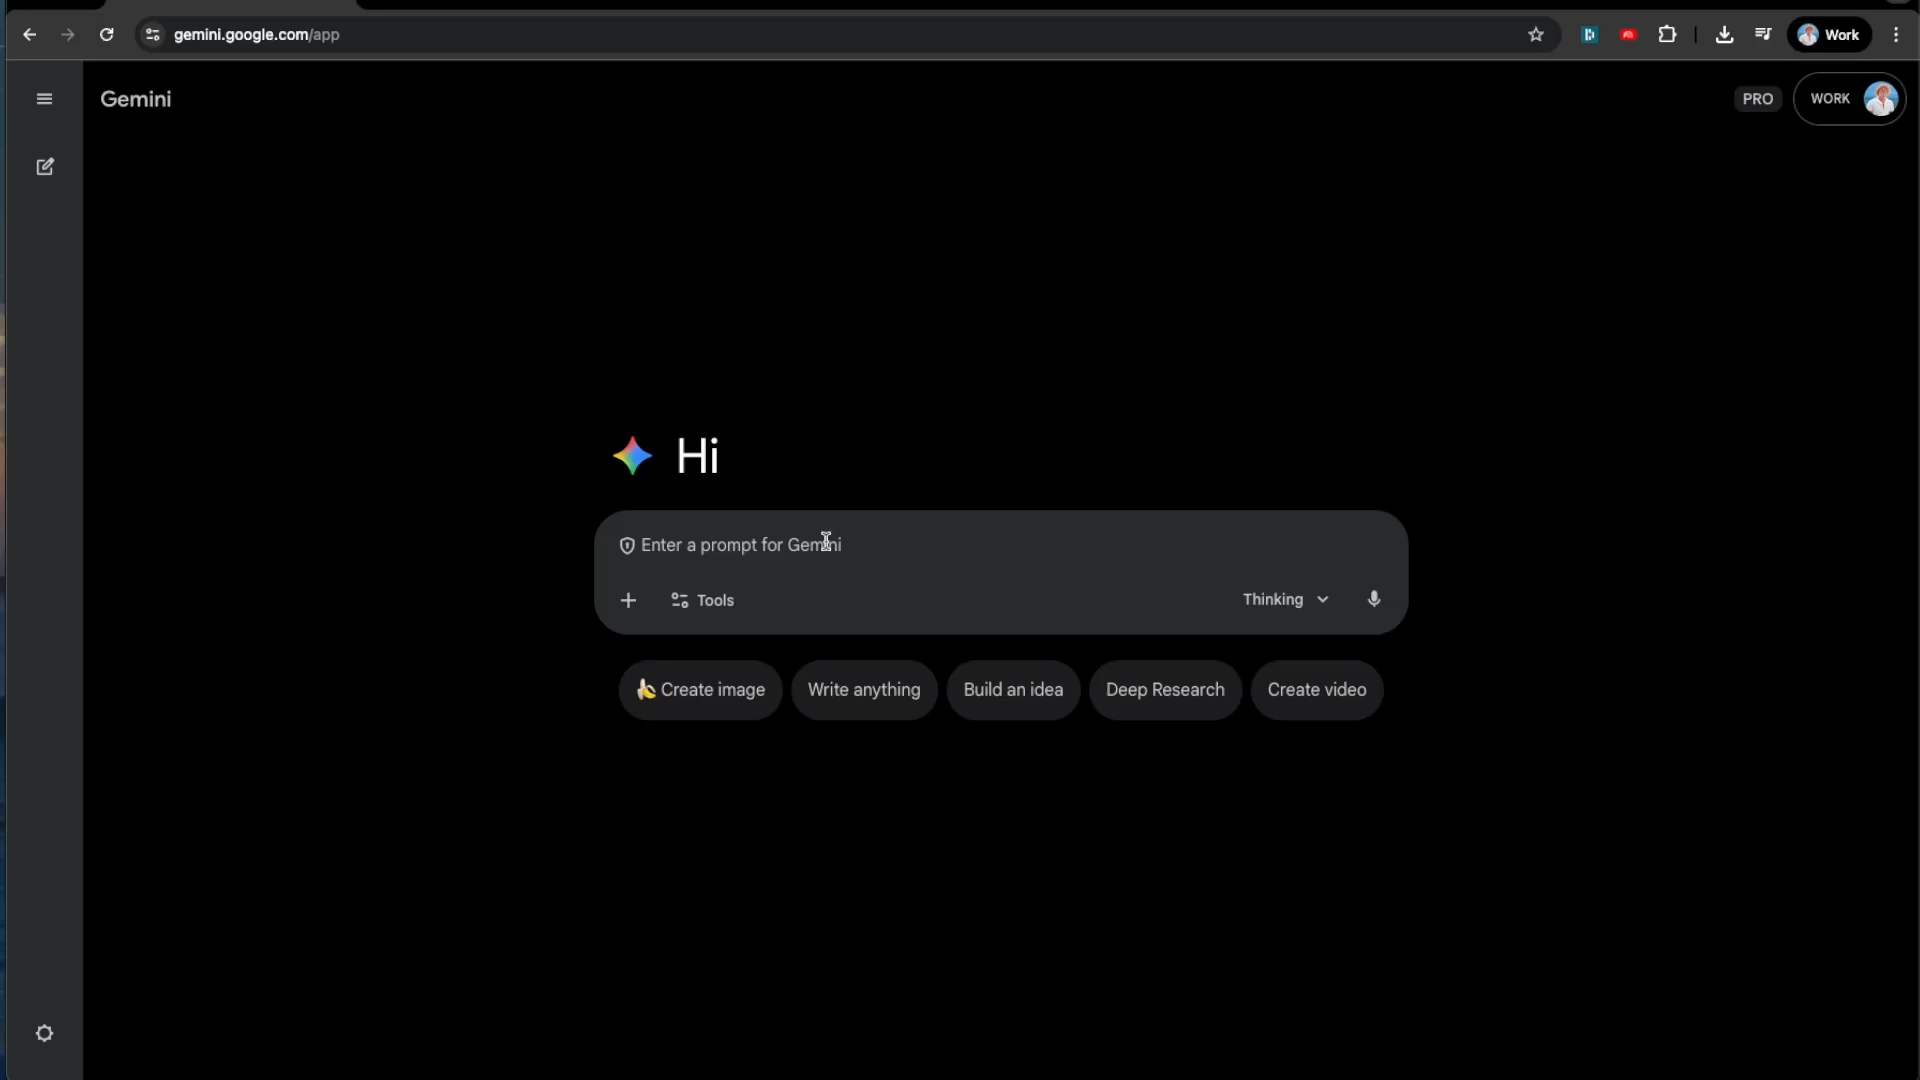 gemini.google.com/app
Work
Gemini
PRO
WORK
Hi
Enter a prompt for Gemini
Tools
Thinking
Create image
Write anything
Build an idea
Deep Research
Create video